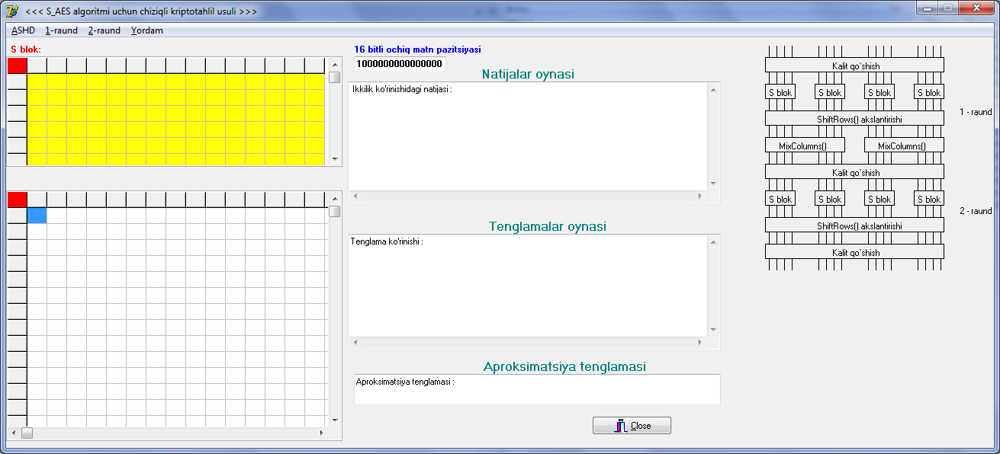 <<< S_AES algoritmi uchun chiziqli kriptotahlil usuli >>>
ASHD 1-raund 2-raund Yordam
S blok:
16 bitli ochiq matn pazitsiyasi
1000000000000000
Natijalar oynasi
Ikkilik ko'rinishidagi natijasi :
Tenglamalar oynasi
Tenglama ko'rinishi :
Aproksimatsiya tenglamasi
Aproksimatsiya tenglamasi :
Close
Kalit qo`shish
S blok S blok S blok S blok
1 - raund
ShiftRows() akslantirishi
MixColumns() MixColumns()
Kalit qo`shish
S blok S blok S blok S blok
2 - raund
ShiftRows() akslantirishi
Kalit qo`shish